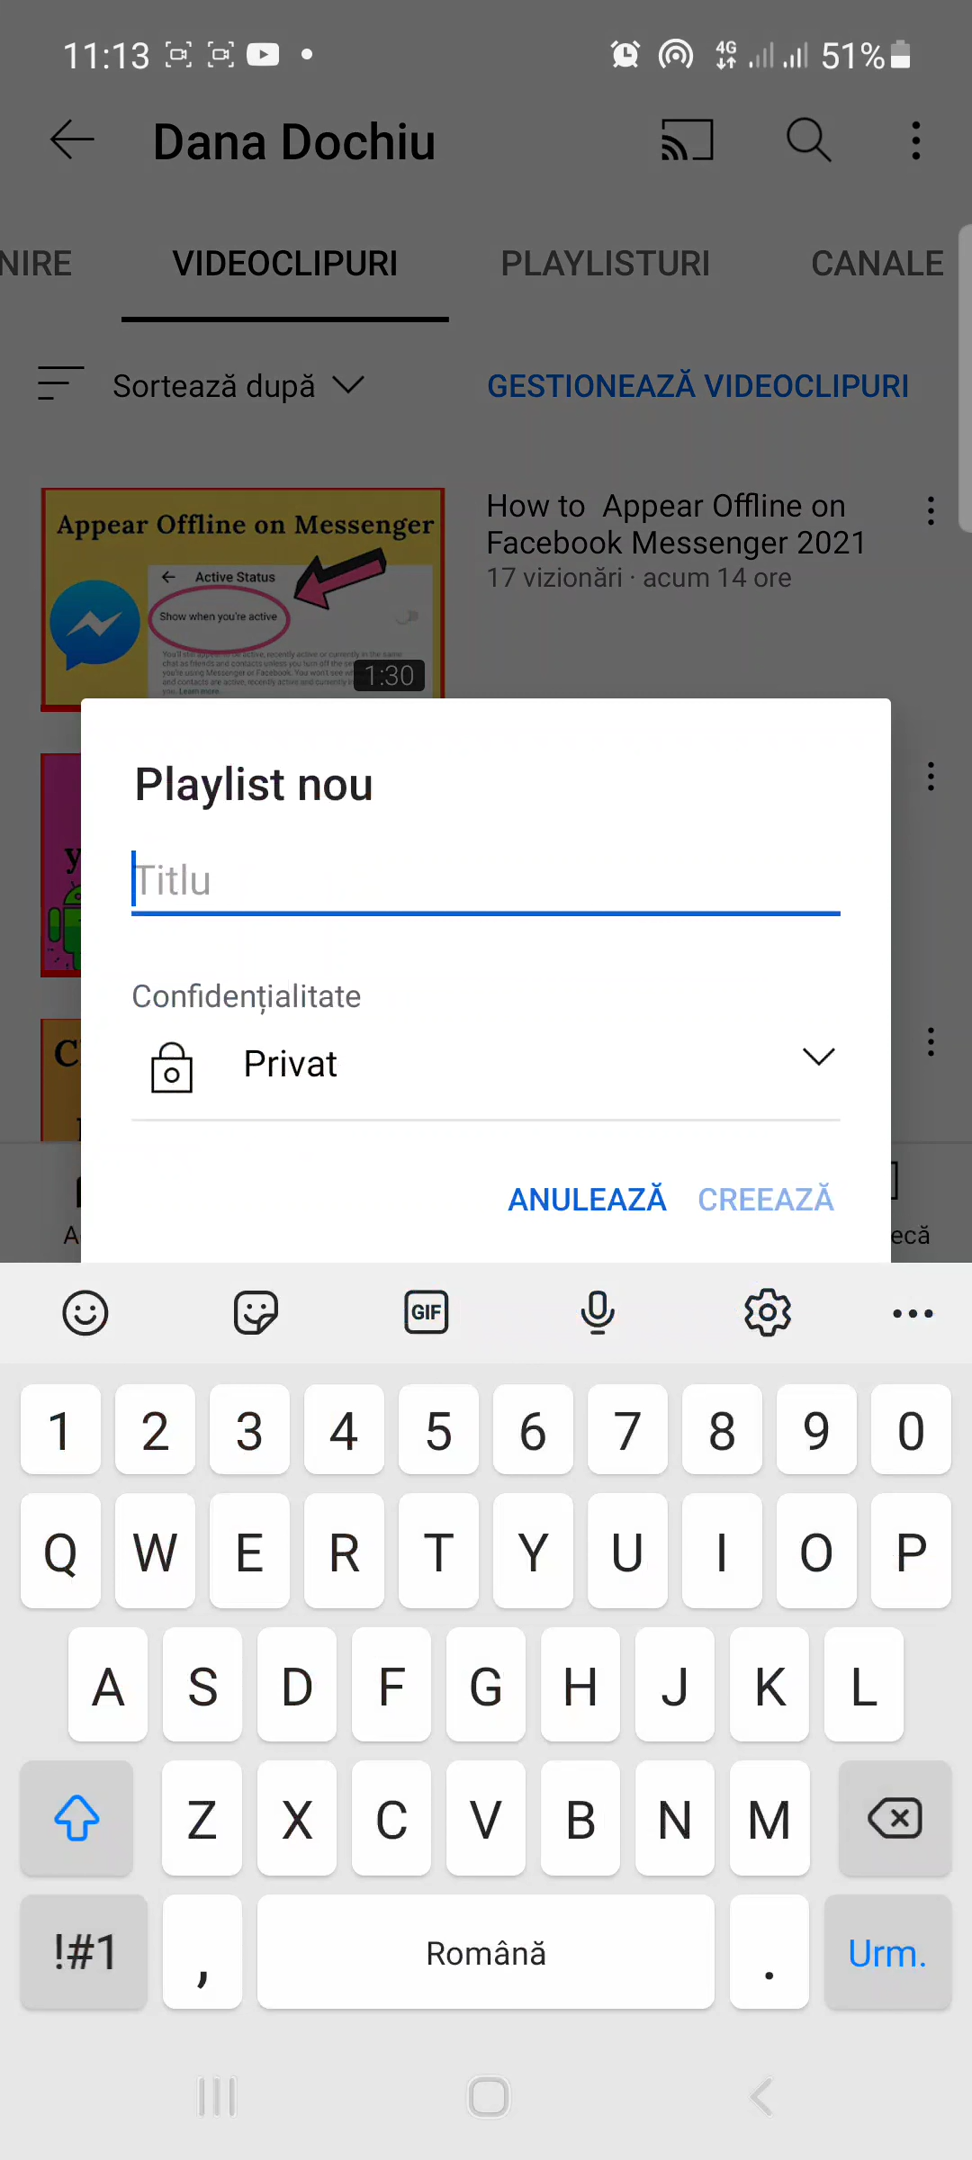 11:13
4G
51%
Dana Dochiu
NIRE
VIDEOCLIPURI
PLAYLISTURI
CANALE
Sortează după
GESTIONEAZĂ VIDEOCLIPURI
Appear Offline on Messenger
Active Status
Show when you're active
1:30
How to Appear Offline on
Facebook Messenger 2021
17 vizionări · acum 14 ore
y
C
Playlist nou
Titlu
Confidențialitate
Privat
ANULEAZĂ
CREEAZĂ
A
ecă
GIF
1 2 3 4 5 6 7 8 9 0
Q W E R T Y U I O P
A S D F G H J K L
Z X C V B N M
!#1 , Română . Urm.